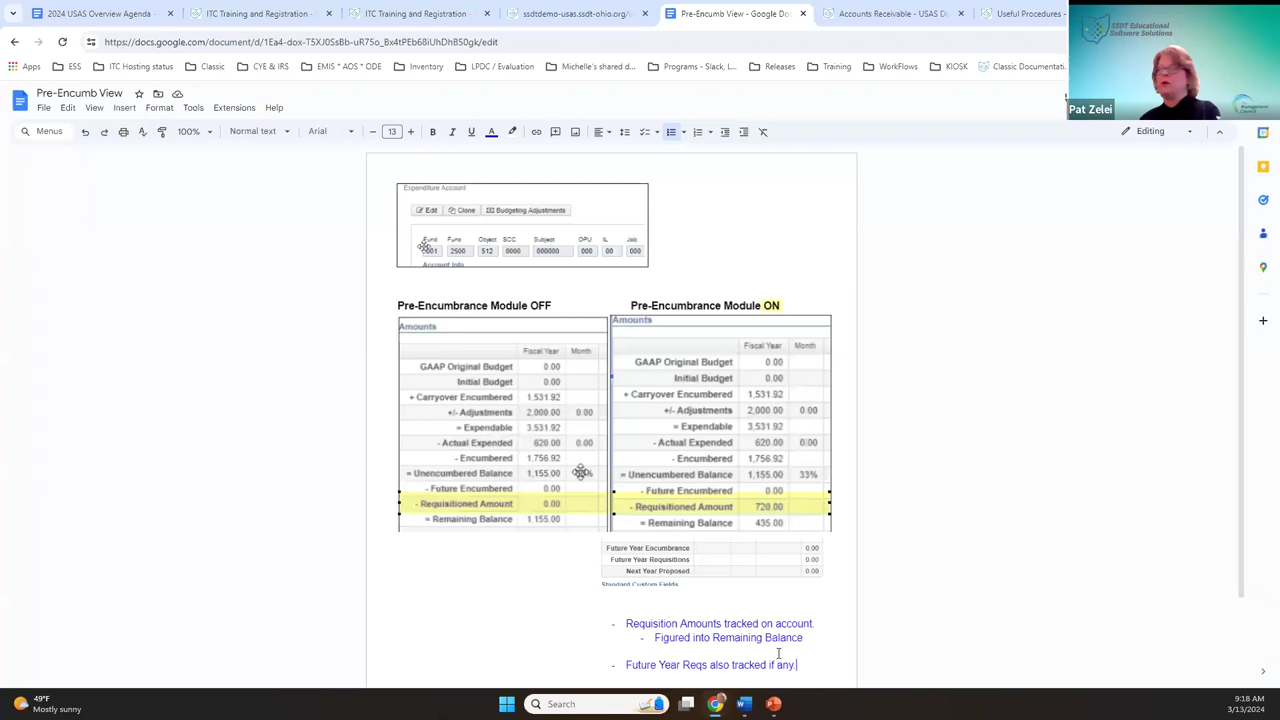 2024 USAS Overview Agenda
ITC Training and Registration -
ITC Training and Registration -
ssdtdemo-usasdt.ssdt-ohio.org/
Pre-Encumb View - Google Doc
Accounts Receivable - USAS Do
Useful Procedures -
https://docs.google.com/document/d/
/edit
Apps
ESS
ITC Hosting status
Classic
CYE & IRS
EMIS * AOS * ODE
Inventory
LPDC / Evaluation
Michelle's shared d...
Programs - Slack, L...
Releases
Training
WorkFlows
KIOSK
Classic Documentati...
SSDT Educational
Software Solutions
Pat Zelei
Pre-Encumb View
File Edit View Insert Format Tools Extensions Help
Menus
100%
Normal text
Arial
13
B I U A
Editing
Expenditure Account
Edit Clone Budgeting Adjustments
Fund Func Object SCC Subject OPU IL Job
001 2500 512 0000 000000 000 00 000
Account Info
Pre-Encumbrance Module OFF
Amounts
Fiscal Year Month
GAAP Original Budget 0.00
Initial Budget 0.00
+ Carryover Encumbered 1,531.92
+/- Adjustments 2,000.00 0.00
= Expendable 3,531.92
- Actual Expended 620.00 0.00
- Encumbered 1,756.92
= Unencumbered Balance 1,155.00 %
- Future Encumbered 0.00
- Requisitioned Amount 0.00
= Remaining Balance 1,155.00
Pre-Encumbrance Module ON
Amounts
Fiscal Year Month
GAAP Original Budget 0.00
Initial Budget 0.00
+ Carryover Encumbered 1,531.92
+/- Adjustments 2,000.00 0.00
= Expendable 3,531.92
- Actual Expended 620.00 0.00
- Encumbered 1,756.92
= Unencumbered Balance 1,155.00 33%
- Future Encumbered 0.00
- Requisitioned Amount 720.00
= Remaining Balance 435.00
Future Year Encumbrance 0.00
Future Year Requisitions 0.00
Next Year Proposed 0.00
Standard Custom Fields
- Requisition Amounts tracked on account.
- Figured into Remaining Balance
- Future Year Reqs also tracked if any.
49°F
Mostly sunny
Search
9:18 AM
3/13/2024